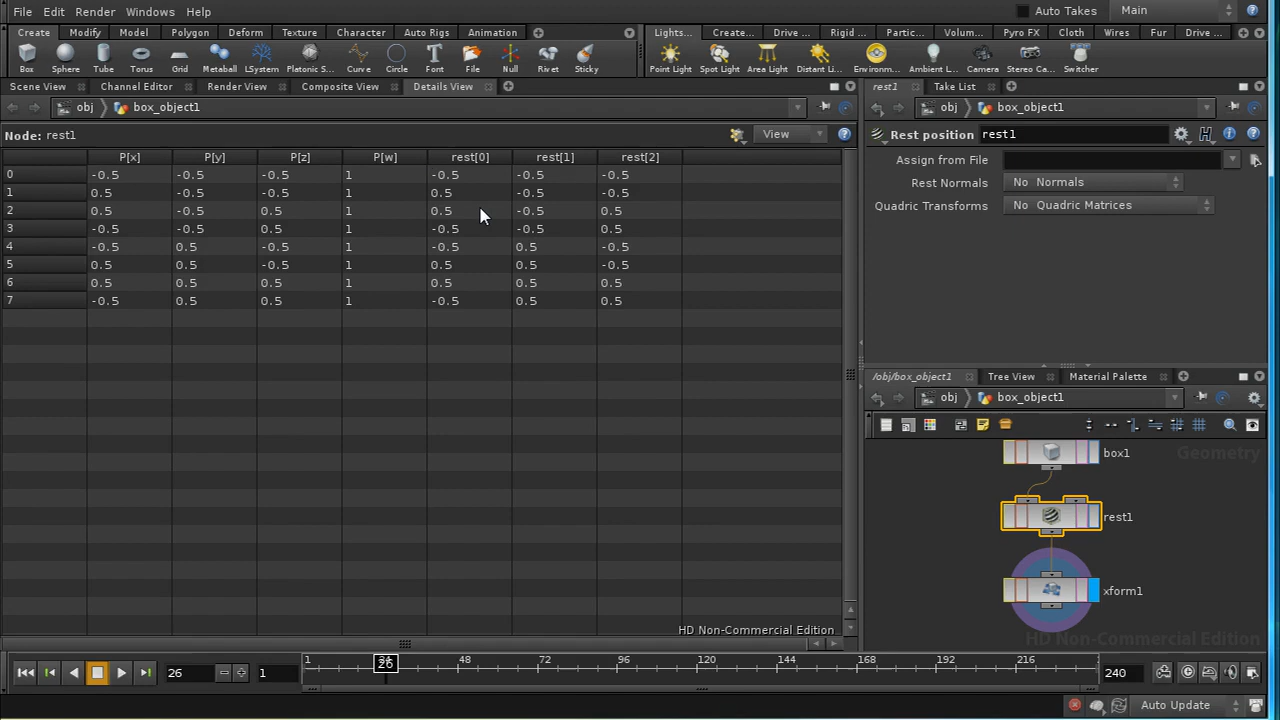 File Edit Render Windows Help Auto Takes Main
Create Modify Model Polygon Deform Texture Character Auto Rigs Animation Lights... Create... Drive ... Rigid ... Partic... Volum... Pyro FX Cloth Wires Fur Drive ...
Box Sphere Tube Torus Grid Metaball LSystem Platonic S... Curve Circle Font File Null Rivet Sticky Point Light Spot Light Area Light Distant Li... Environm... Ambient L... Camera Stereo Ca... Switcher
Scene View Channel Editor Render View Composite View Details View
rest1 Take List
obj box_object1
obj box_object1
Node: rest1 View
Rest position rest1
Assign from File
Rest Normals No Normals
Quadric Transforms No Quadric Matrices
P[x] P[y] P[z] P[w] rest[0] rest[1] rest[2]
0 -0.5 -0.5 -0.5 1 -0.5 -0.5 -0.5
1 0.5 -0.5 -0.5 1 0.5 -0.5 -0.5
2 0.5 -0.5 0.5 1 0.5 -0.5 0.5
3 -0.5 -0.5 0.5 1 -0.5 -0.5 0.5
4 -0.5 0.5 -0.5 1 -0.5 0.5 -0.5
5 0.5 0.5 -0.5 1 0.5 0.5 -0.5
6 0.5 0.5 0.5 1 0.5 0.5 0.5
7 -0.5 0.5 0.5 1 -0.5 0.5 0.5
HD Non-Commercial Edition
/obj/box_object1 Tree View Material Palette
obj box_object1
Geometry
box1
rest1
xform1
HD Non-Commercial Edition
26 1 1 26 48 72 96 120 144 168 192 216 240
Auto Update